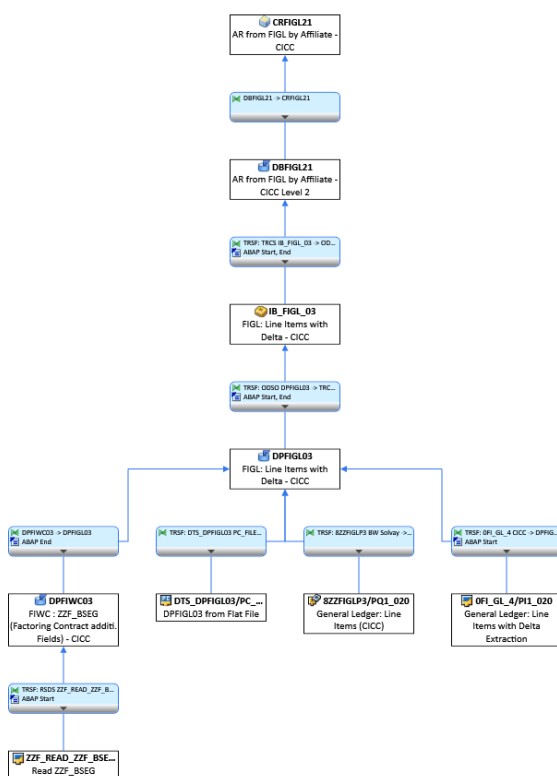 CRFIGL21
AR from FIGL by Affiliate -
CICC
DBFIGL21 -> CRFIGL21
DBFIGL21
AR from FIGL by Affiliate -
CICC Level 2
TRSF: TRCS IB_FIGL_03 -> OD...
ABAP Start, End
IB_FIGL_03
FIGL: Line Items with
Delta - CICC
TRSF: ODSO DPFIGL03 -> TRC...
ABAP Start, End
DPFIGL03
FIGL: Line Items with
Delta - CICC
DPFIWC03 -> DPFIGL03
ABAP End
TRSF: DTS_DPFIGL03 PC_FILE...
TRSF: 8ZZFIGLP3 BW Solvay ->...
TRSF: 0FI_GL_4 CICC -> DPFIG...
ABAP Start
DPFIWC03
FIWC : ZZF_BSEG
(Factoring Contract additi.
Fields) - CICC
DTS_DPFIGL03/PC_...
DPFIGL03 from Flat File
8ZZFIGLP3/PQ1_020
General Ledger: Line
Items (CICC)
0FI_GL_4/PI1_020
General Ledger: Line
Items with Delta
Extraction
TRSF: RSDS ZZF_READ_ZZF_B...
ABAP Start
ZZF_READ_ZZF_BSE...
Read ZZF_BSEG